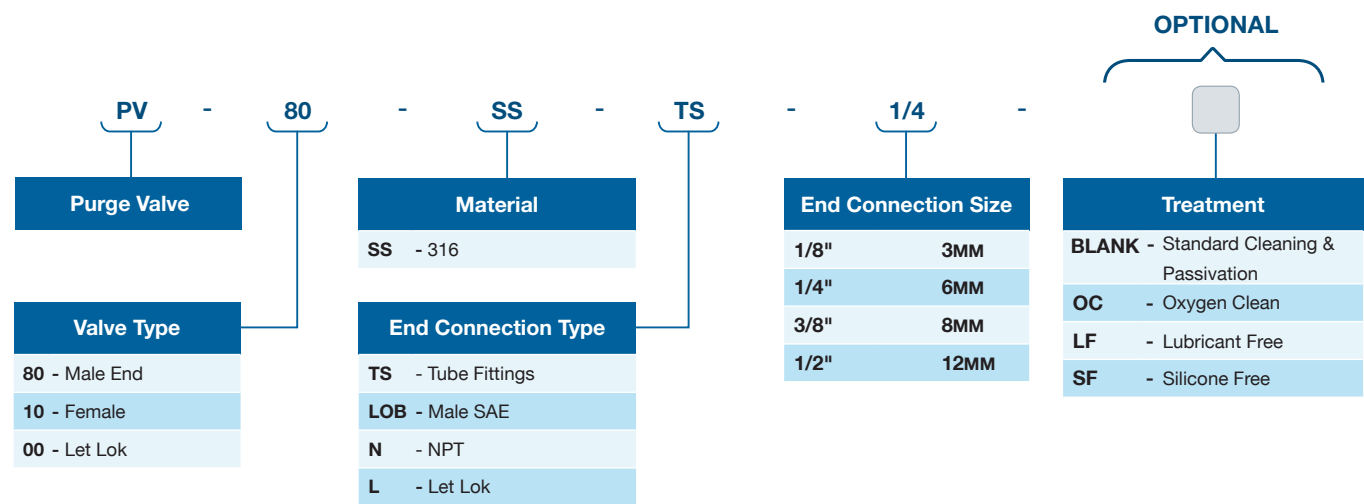 OPTIONAL
PV - 80 - SS - TS - 1/4 -
Purge Valve
Valve Type
80 - Male End
10 - Female
00 - Let Lok
Material
SS - 316
End Connection Type
TS - Tube Fittings
LOB - Male SAE
N - NPT
L - Let Lok
End Connection Size
1/8" 3MM
1/4" 6MM
3/8" 8MM
1/2" 12MM
Treatment
BLANK - Standard Cleaning &
Passivation
OC - Oxygen Clean
LF - Lubricant Free
SF - Silicone Free